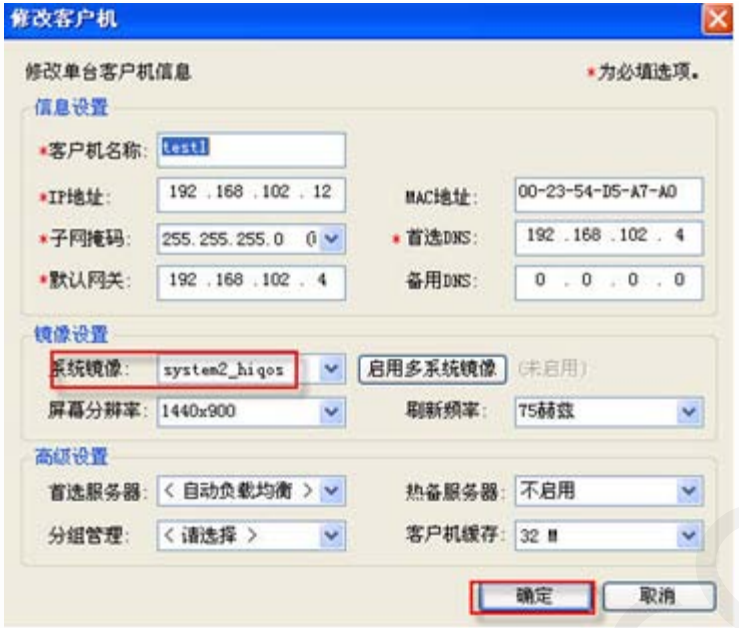 修改客户机
修改单台客户机信息 *为必填选项。
信息设置
*客户机名称: test1
*IP地址: 192 .168 .102 . 12 MAC地址: 00-23-54-D5-A7-A0
*子网掩码: 255.255.255.0 * 首选DNS: 192 .168 .102 . 4
*默认网关: 192 .168 .102 . 4 备用DNS: 0 . 0 . 0 . 0
镜像设置
系统镜像: system2_hiqos 启用多系统镜像 (未启用)
屏幕分辨率: 1440x900 刷新频率: 75赫兹
高级设置
首选服务器: < 自动负载均衡 > 热备服务器: 不启用
分组管理: < 请选择 > 客户机缓存: 32 M
确定 取消